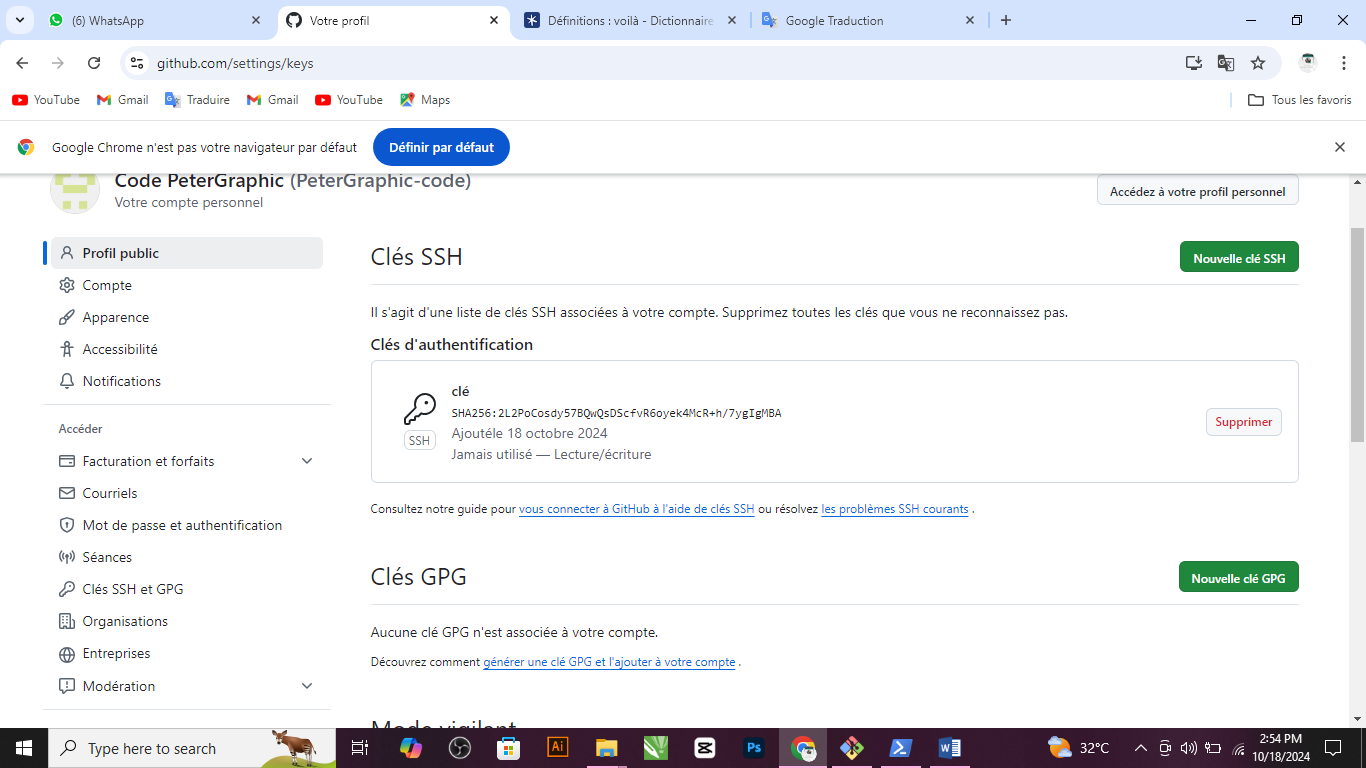 (6) WhatsApp
Votre profil
Définitions : voilà - Dictionnaire
Google Traduction
github.com/settings/keys
YouTube
Gmail
Traduire
Gmail
YouTube
Maps
Tous les favoris
Google Chrome n'est pas votre navigateur par défaut
Définir par défaut
Code PeterGraphic (PeterGraphic-code)
Votre compte personnel
Accédez à votre profil personnel
Profil public
Compte
Apparence
Accessibilité
Notifications
Accéder
Facturation et forfaits
Courriels
Mot de passe et authentification
Séances
Clés SSH et GPG
Organisations
Entreprises
Modération
Clés SSH
Nouvelle clé SSH
Il s'agit d'une liste de clés SSH associées à votre compte. Supprimez toutes les clés que vous ne reconnaissez pas.
Clés d'authentification
clé
SHA256:2L2PoCosdy57BQwQsDScfvR6oyek4McR+h/7ygIgMBA
SSH
Ajoutéle 18 octobre 2024
Jamais utilisé — Lecture/écriture
Supprimer
Consultez notre guide pour vous connecter à GitHub à l'aide de clés SSH ou résolvez les problèmes SSH courants .
Clés GPG
Nouvelle clé GPG
Aucune clé GPG n'est associée à votre compte.
Découvrez comment générer une clé GPG et l'ajouter à votre compte .
Mode vigilant
Type here to search
Ai
Ps
32°C
2:54 PM
10/18/2024